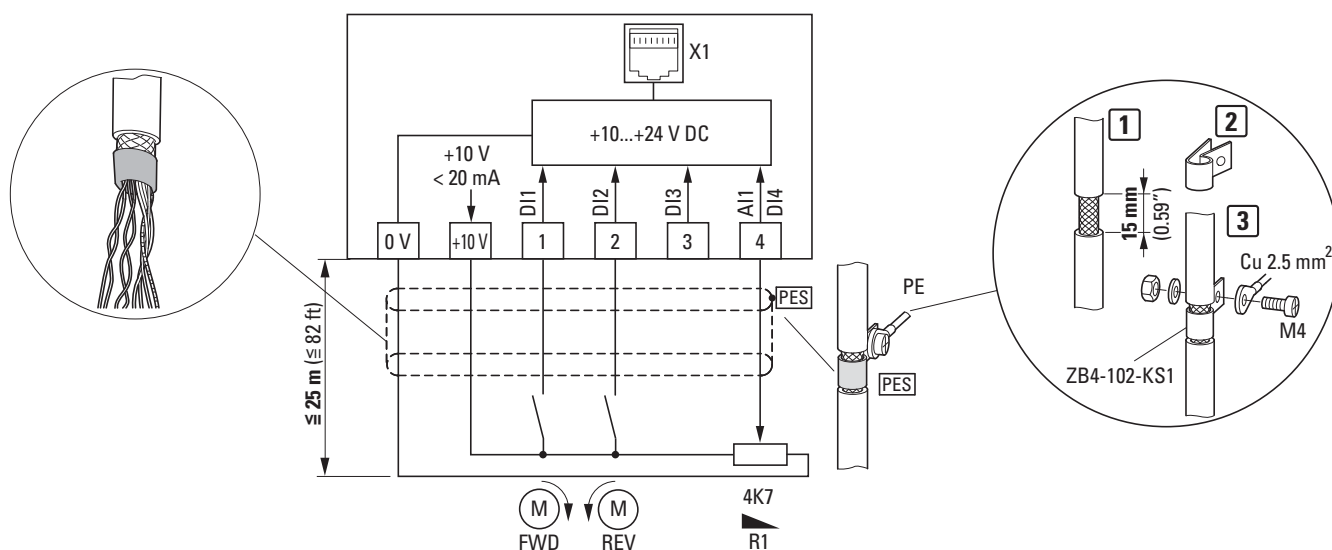 X1
+10...+24 V DC
+10 V
< 20 mA
DI1
DI2
DI3
AI1
DI4
0 V
+10 V
1
2
3
4
≦ 25 m (≦ 82 ft)
PES
PE
PES
M
FWD
M
REV
4K7
R1
1
2
15 mm
(0.59″)
3
Cu 2.5 mm²
M4
ZB4-102-KS1